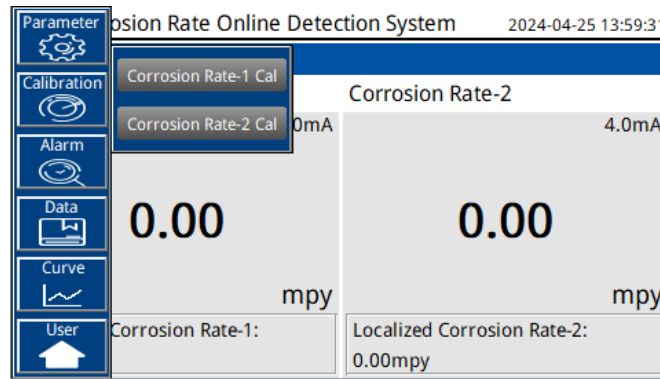 Parameter
osion Rate Online Detection System
2024-04-25 13:59:31
Calibration
Corrosion Rate-1 Cal
Corrosion Rate-2 Cal
Corrosion Rate-2
0mA
4.0mA
Alarm
Data
0.00
0.00
Curve
mpy
mpy
User
Corrosion Rate-1:
Localized Corrosion Rate-2:
0.00mpy